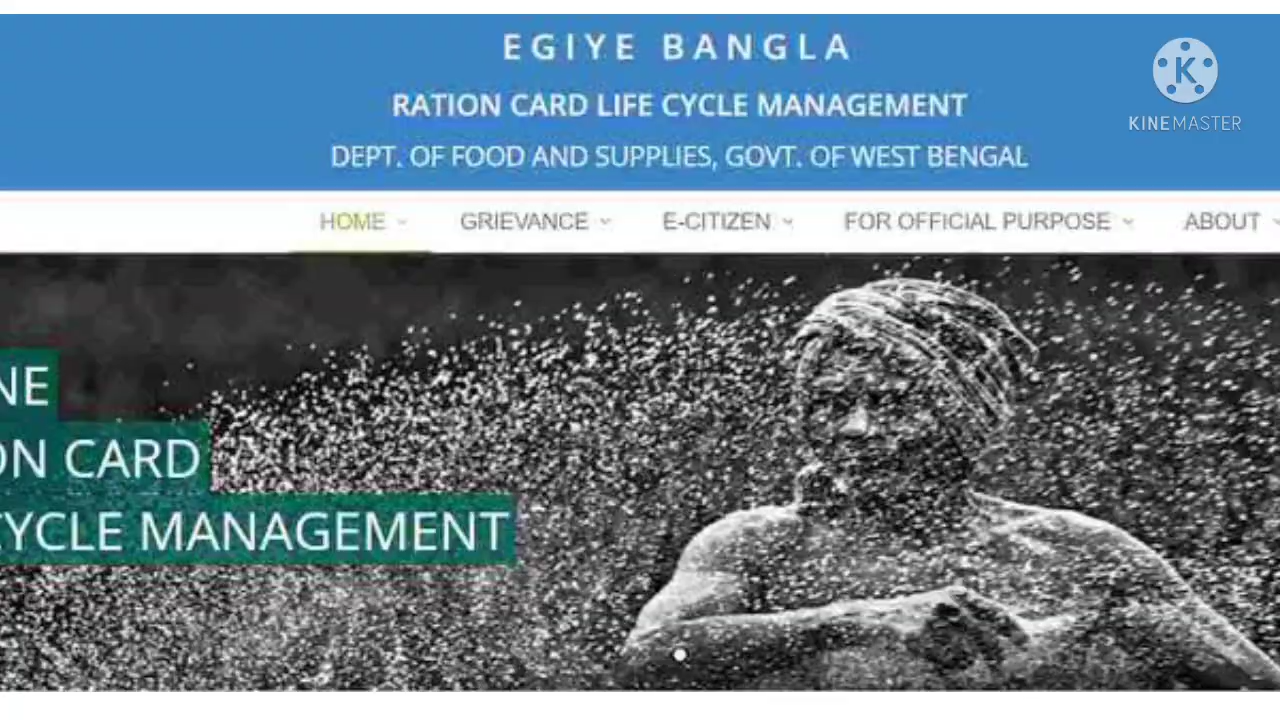 EGIYE BANGLA
RATION CARD LIFE CYCLE MANAGEMENT
DEPT. OF FOOD AND SUPPLIES, GOVT. OF WEST BENGAL
K
KINEMASTER
HOME GRIEVANCE E-CITIZEN FOR OFFICIAL PURPOSE ABOUT
NE
ON CARD
CYCLE MANAGEMENT